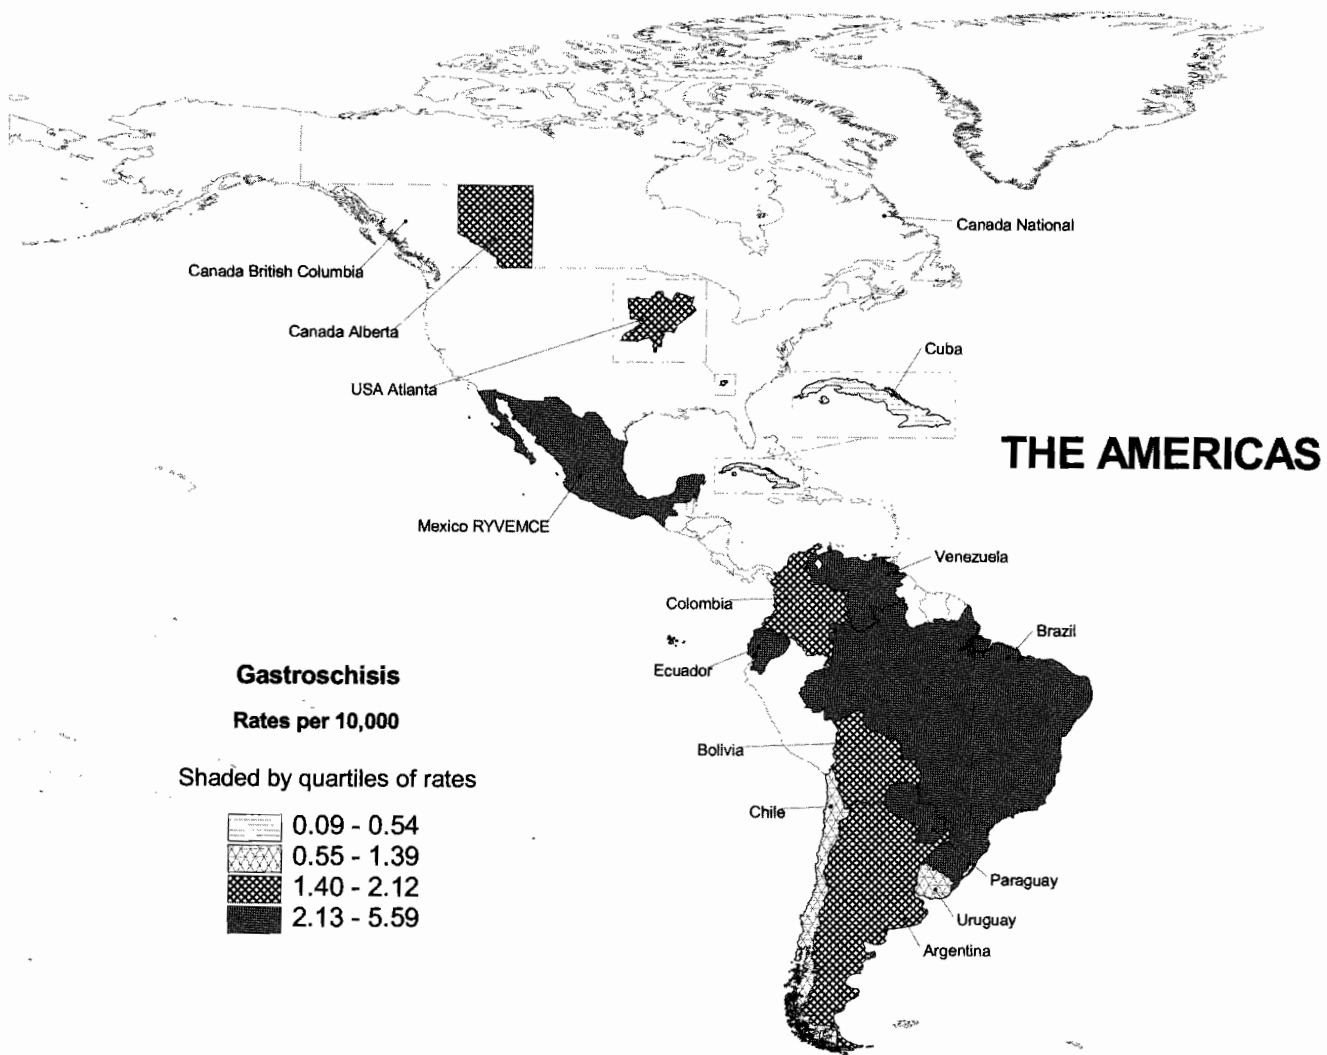 Canada National
Canada British Columbia
Canada Alberta
Cuba
USA Atlanta
THE AMERICAS
Mexico RYVEMCE
Venezuela
Colombia
Brazil
Ecuador
Gastroschisis
Rates per 10,000
Bolivia
Shaded by quartiles of rates
Chile
0.09 - 0.54
0.55 - 1.39
1.40 - 2.12
2.13 - 5.59
Paraguay
Uruguay
Argentina